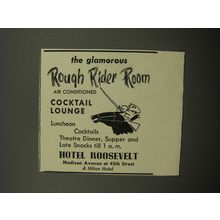 the glamorous
Rough Rider Room
AIR CONDITIONED
COCKTAIL
LOUNGE
Luncheon
Cocktails
Theatre Dinner, Supper and
Late Snacks till 1 a.m.
HOTEL ROOSEVELT
Madison Avenue at 45th Street
A Hilton Hotel